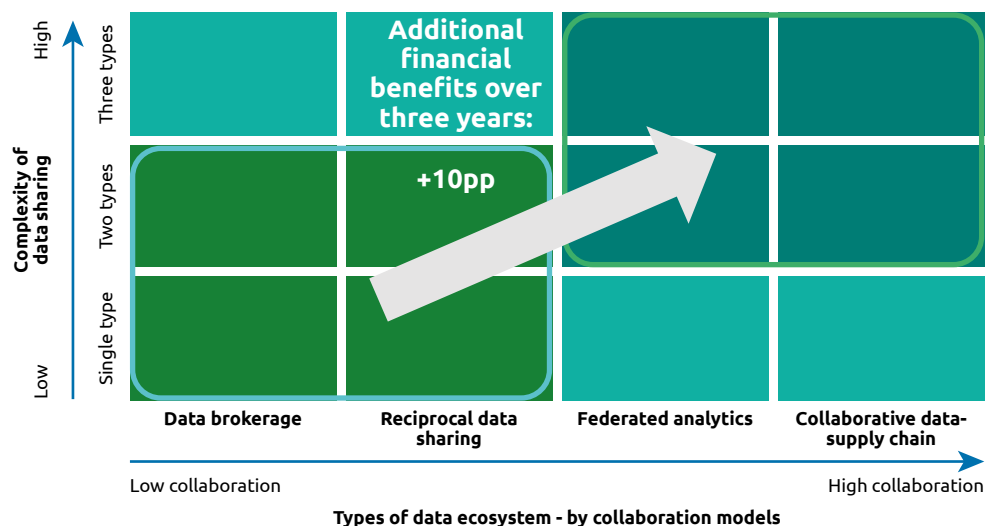 High
Low
Complexity of
data sharing
Three types
Two types
Single type
Additional
financial
benefits over
three years:
+10pp
Data brokerage
Reciprocal data
sharing
Federated analytics
Collaborative data-
supply chain
Low collaboration
High collaboration
Types of data ecosystem - by collaboration models